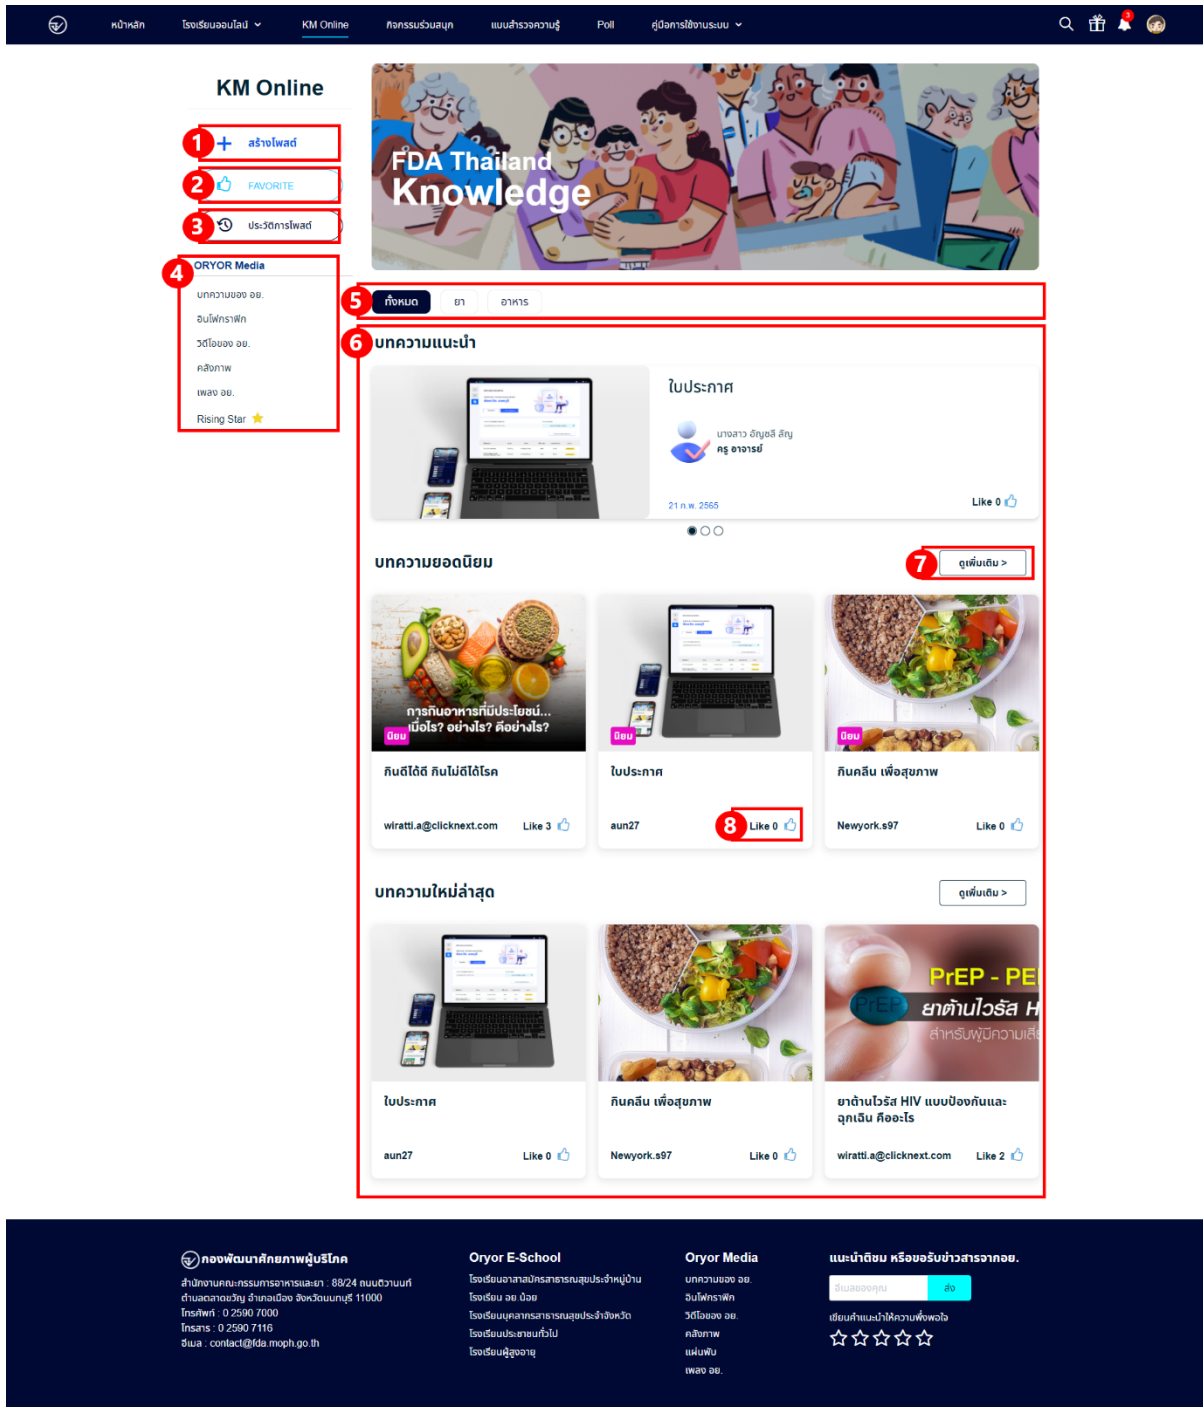 หน้าหลัก
โรงเรียนออนไลน์
KM Online
กิจกรรมร่วมสนุก
แบบสำรวจความรู้
Poll
คู่มือการใช้งานระบบ
3
KM Online
1
สร้างโพสต์
2
FAVORITE
3
ประวัติการโพสต์
4
ORYOR Media
บทความของ อย.
อินโฟกราฟิก
วิดีโอของ อย.
คลังภาพ
เพลง อย.
Rising Star
FDA Thailand
Knowledge
5
ทั้งหมด
ยา
อาหาร
6
บทความแนะนำ
ใบประกาศ
นางสาว อัญชลี สัญ
ครู อาจารย์
21 ก.พ. 2565
Like 0
บทความยอดนิยม
7
ดูเพิ่มเติม >
การกินอาหารที่มีประโยชน์...
เมื่อไร? อย่างไร? คืออย่างไร?
นิยม
นิยม
นิยม
กินดีได้ดี กินไม่ดีได้โรค
ใบประกาศ
กินคลีน เพื่อสุขภาพ
wiratti.a@clicknext.com
Like 3
aun27
8
Like 0
Newyork.s97
Like 0
บทความใหม่ล่าสุด
ดูเพิ่มเติม >
PrEP
PrEP - PE
ยาต้านไวรัส H
สำหรับผู้มีความเสี่
ใบประกาศ
กินคลีน เพื่อสุขภาพ
ยาต้านไวรัส HIV แบบป้องกันและ
ฉุกเฉิน คืออะไร
aun27
Like 0
Newyork.s97
Like 0
wiratti.a@clicknext.com
Like 2
กองพัฒนาศักยภาพผู้บริโภค
สำนักงานคณะกรรมการอาหารและยา : 88/24 ถนนติวานนท์
ตำบลตลาดขวัญ อำเภอเมือง จังหวัดนนทบุรี 11000
โทรศัพท์ : 0 2590 7000
โทรสาร : 0 2590 7116
อีเมล : contact@fda.moph.go.th
Oryor E-School
โรงเรียนอาสาสมัครสาธารณสุขประจำหมู่บ้าน
โรงเรียน อย.น้อย
โรงเรียนบุคลากรสาธารณสุขประจำจังหวัด
โรงเรียนประชาชนทั่วไป
โรงเรียนผู้สูงอายุ
Oryor Media
บทความของ อย.
อินโฟกราฟิก
วิดีโอของ อย.
คลังภาพ
แผ่นพับ
เพลง อย.
แนะนำติชม หรือขอรับข่าวสารจากอย.
อีเมลของคุณ
ส่ง
เขียนคำแนะนำให้ความพึงพอใจ